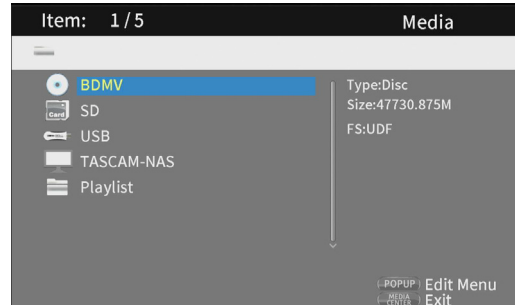 Item: 1/5 Media
BDMV
Card SD
USB
TASCAM-NAS
Playlist
Type:Disc
Size:47730.875M
FS:UDF
POPUP Edit Menu
MEDIA CENTER Exit